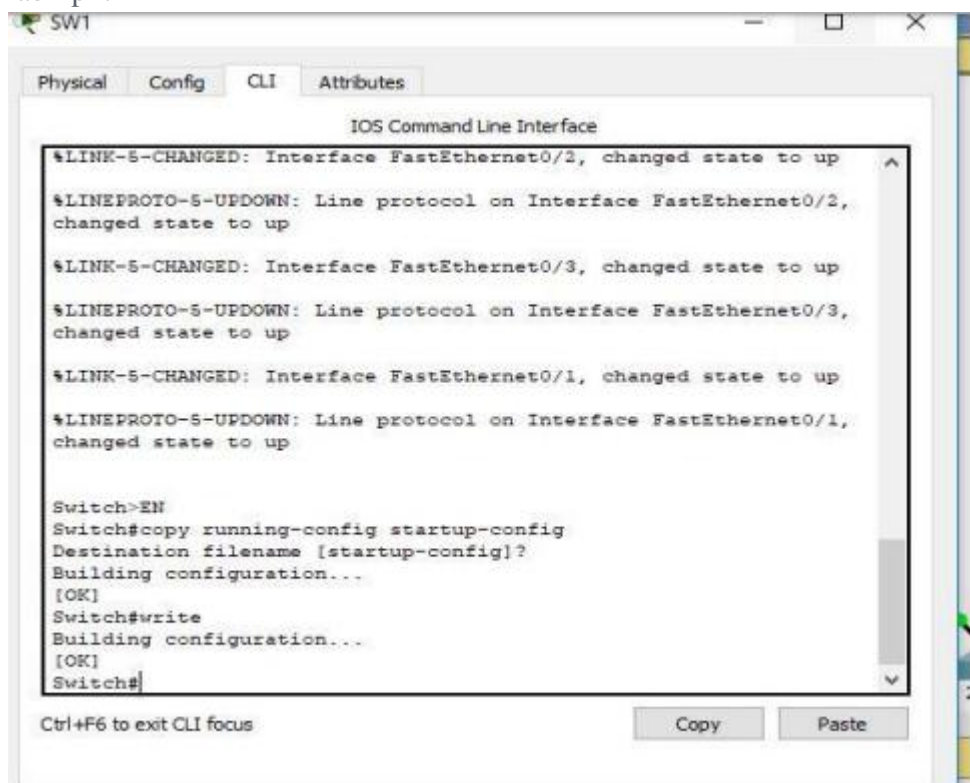 SW1
Physical Config CLI Attributes
IOS Command Line Interface
%LINK-5-CHANGED: Interface FastEthernet0/2, changed state to up
%LINEPROTO-5-UPDOWN: Line protocol on Interface FastEthernet0/2,
changed state to up
%LINK-5-CHANGED: Interface FastEthernet0/3, changed state to up
%LINEPROTO-5-UPDOWN: Line protocol on Interface FastEthernet0/3,
changed state to up
%LINK-5-CHANGED: Interface FastEthernet0/1, changed state to up
%LINEPROTO-5-UPDOWN: Line protocol on Interface FastEthernet0/1,
changed state to up
Switch>EN
Switch#copy running-config startup-config
Destination filename [startup-config]?
Building configuration...
[OK]
Switch#write
Building configuration...
[OK]
Switch#
Ctrl+F6 to exit CLI focus
Copy Paste